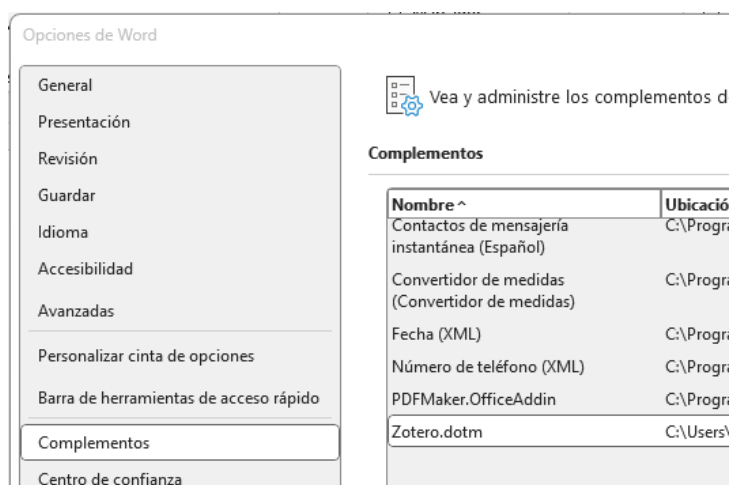 Opciones de Word
General
Presentación
Revisión
Guardar
Idioma
Accesibilidad
Avanzadas
Personalizar cinta de opciones
Barra de herramientas de acceso rápido
Complementos
Centro de confianza
Vea y administre los complementos d
Complementos
Nombre Ubicació
Contactos de mensajería C:\Progra
instantánea (Español)
Convertidor de medidas C:\Progra
(Convertidor de medidas)
Fecha (XML) C:\Progra
Número de teléfono (XML) C:\Progra
PDFMaker.OfficeAddin C:\Progra
Zotero.dotm C:\Users\